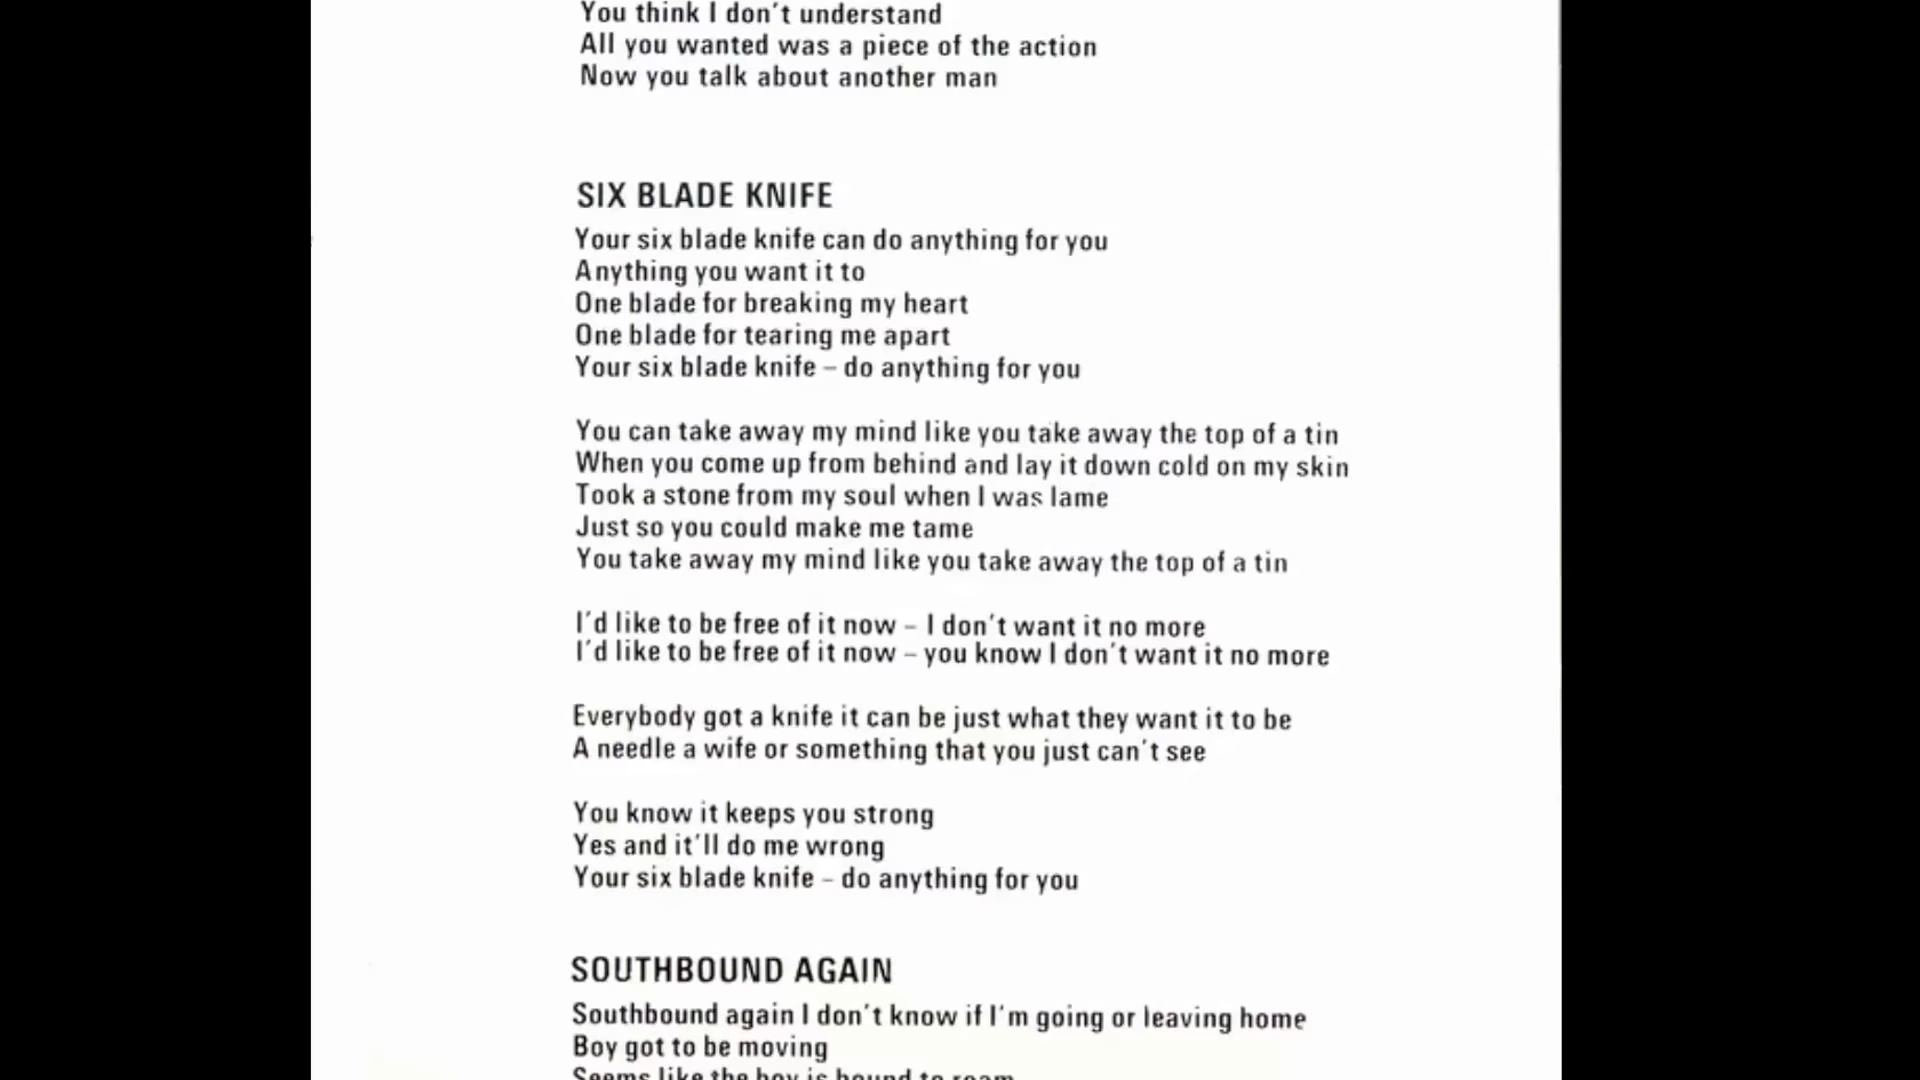 You think I don't understand
All you wanted was a piece of the action
Now you talk about another man
SIX BLADE KNIFE
Your six blade knife can do anything for you
Anything you want it to
One blade for breaking my heart
One blade for tearing me apart
Your six blade knife – do anything for you
You can take away my mind like you take away the top of a tin
When you come up from behind and lay it down cold on my skin
Took a stone from my soul when I was lame
Just so you could make me tame
You take away my mind like you take away the top of a tin
I'd like to be free of it now – I don't want it no more
I'd like to be free of it now – you know I don't want it no more
Everybody got a knife it can be just what they want it to be
A needle a wife or something that you just can't see
You know it keeps you strong
Yes and it'll do me wrong
Your six blade knife – do anything for you
SOUTHBOUND AGAIN
Southbound again I don't know if I'm going or leaving home
Boy got to be moving
Seems like the boy is bound to roam